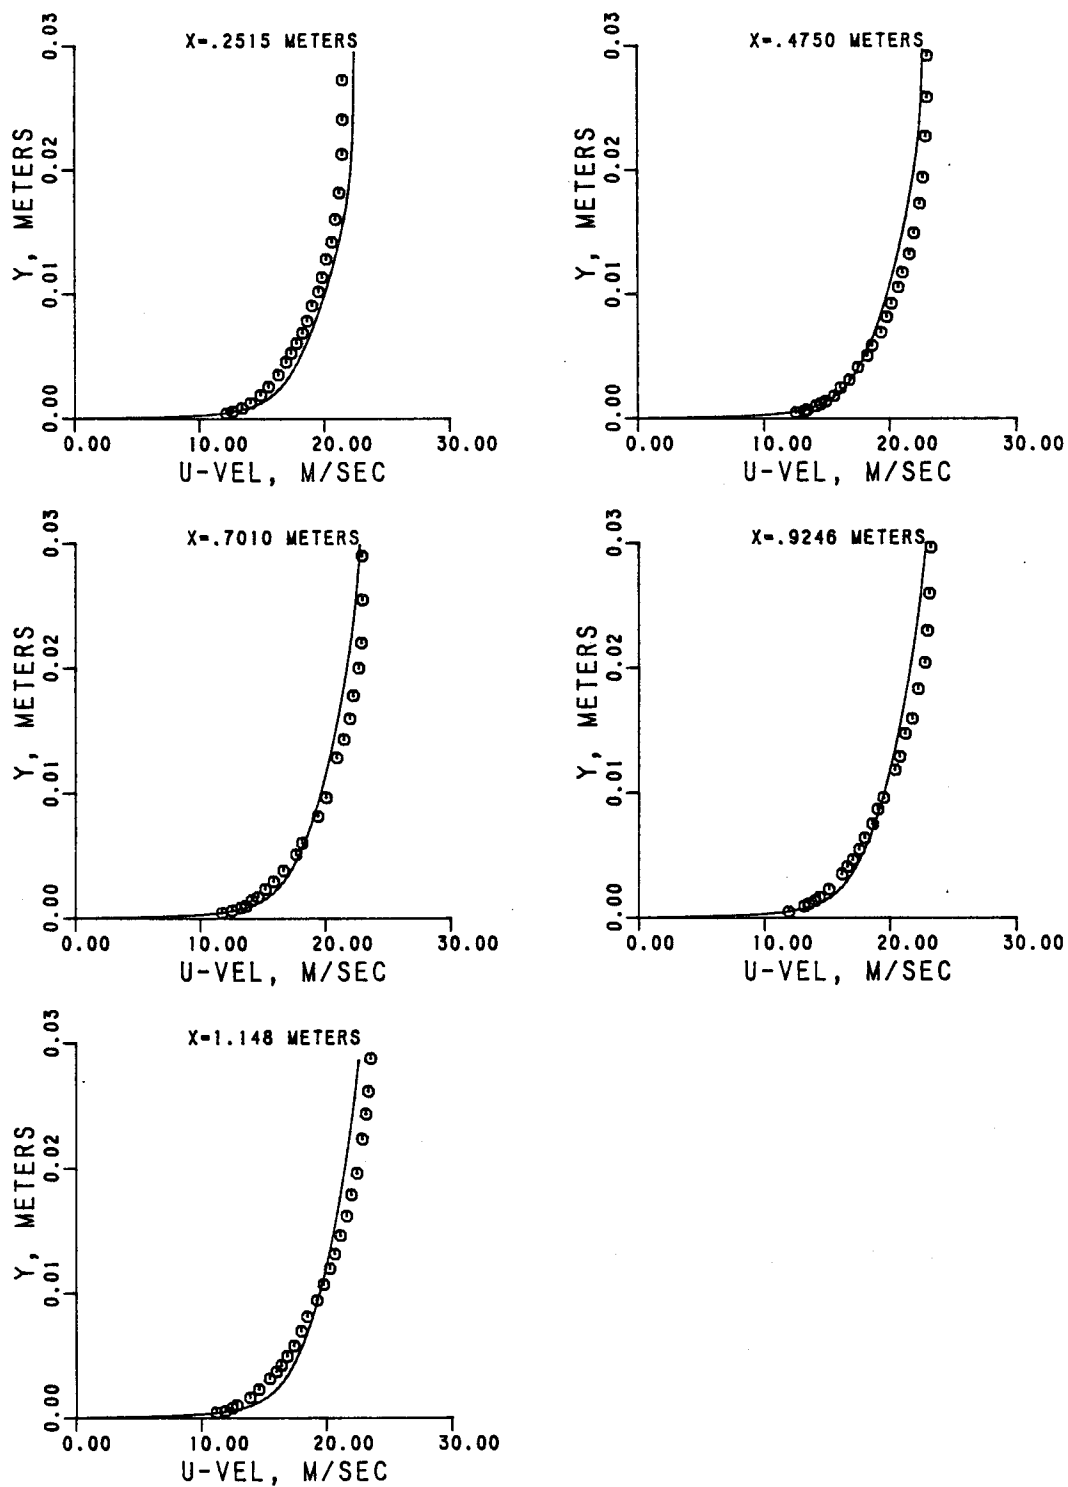 X=.2515 METERS
0.03
0.02
0.01
0.00
Y, METERS
0.00 10.00 20.00 30.00
U-VEL, M/SEC
X=.4750 METERS
0.03
0.02
0.01
0.00
Y, METERS
0.00 10.00 20.00 30.00
U-VEL, M/SEC
X=.7010 METERS
0.03
0.02
0.01
0.00
Y, METERS
0.00 10.00 20.00 30.00
U-VEL, M/SEC
X=.9246 METERS
0.03
0.02
0.01
0.00
Y, METERS
0.00 10.00 20.00 30.00
U-VEL, M/SEC
X=1.148 METERS
0.03
0.02
0.01
0.00
Y, METERS
0.00 10.00 20.00 30.00
U-VEL, M/SEC